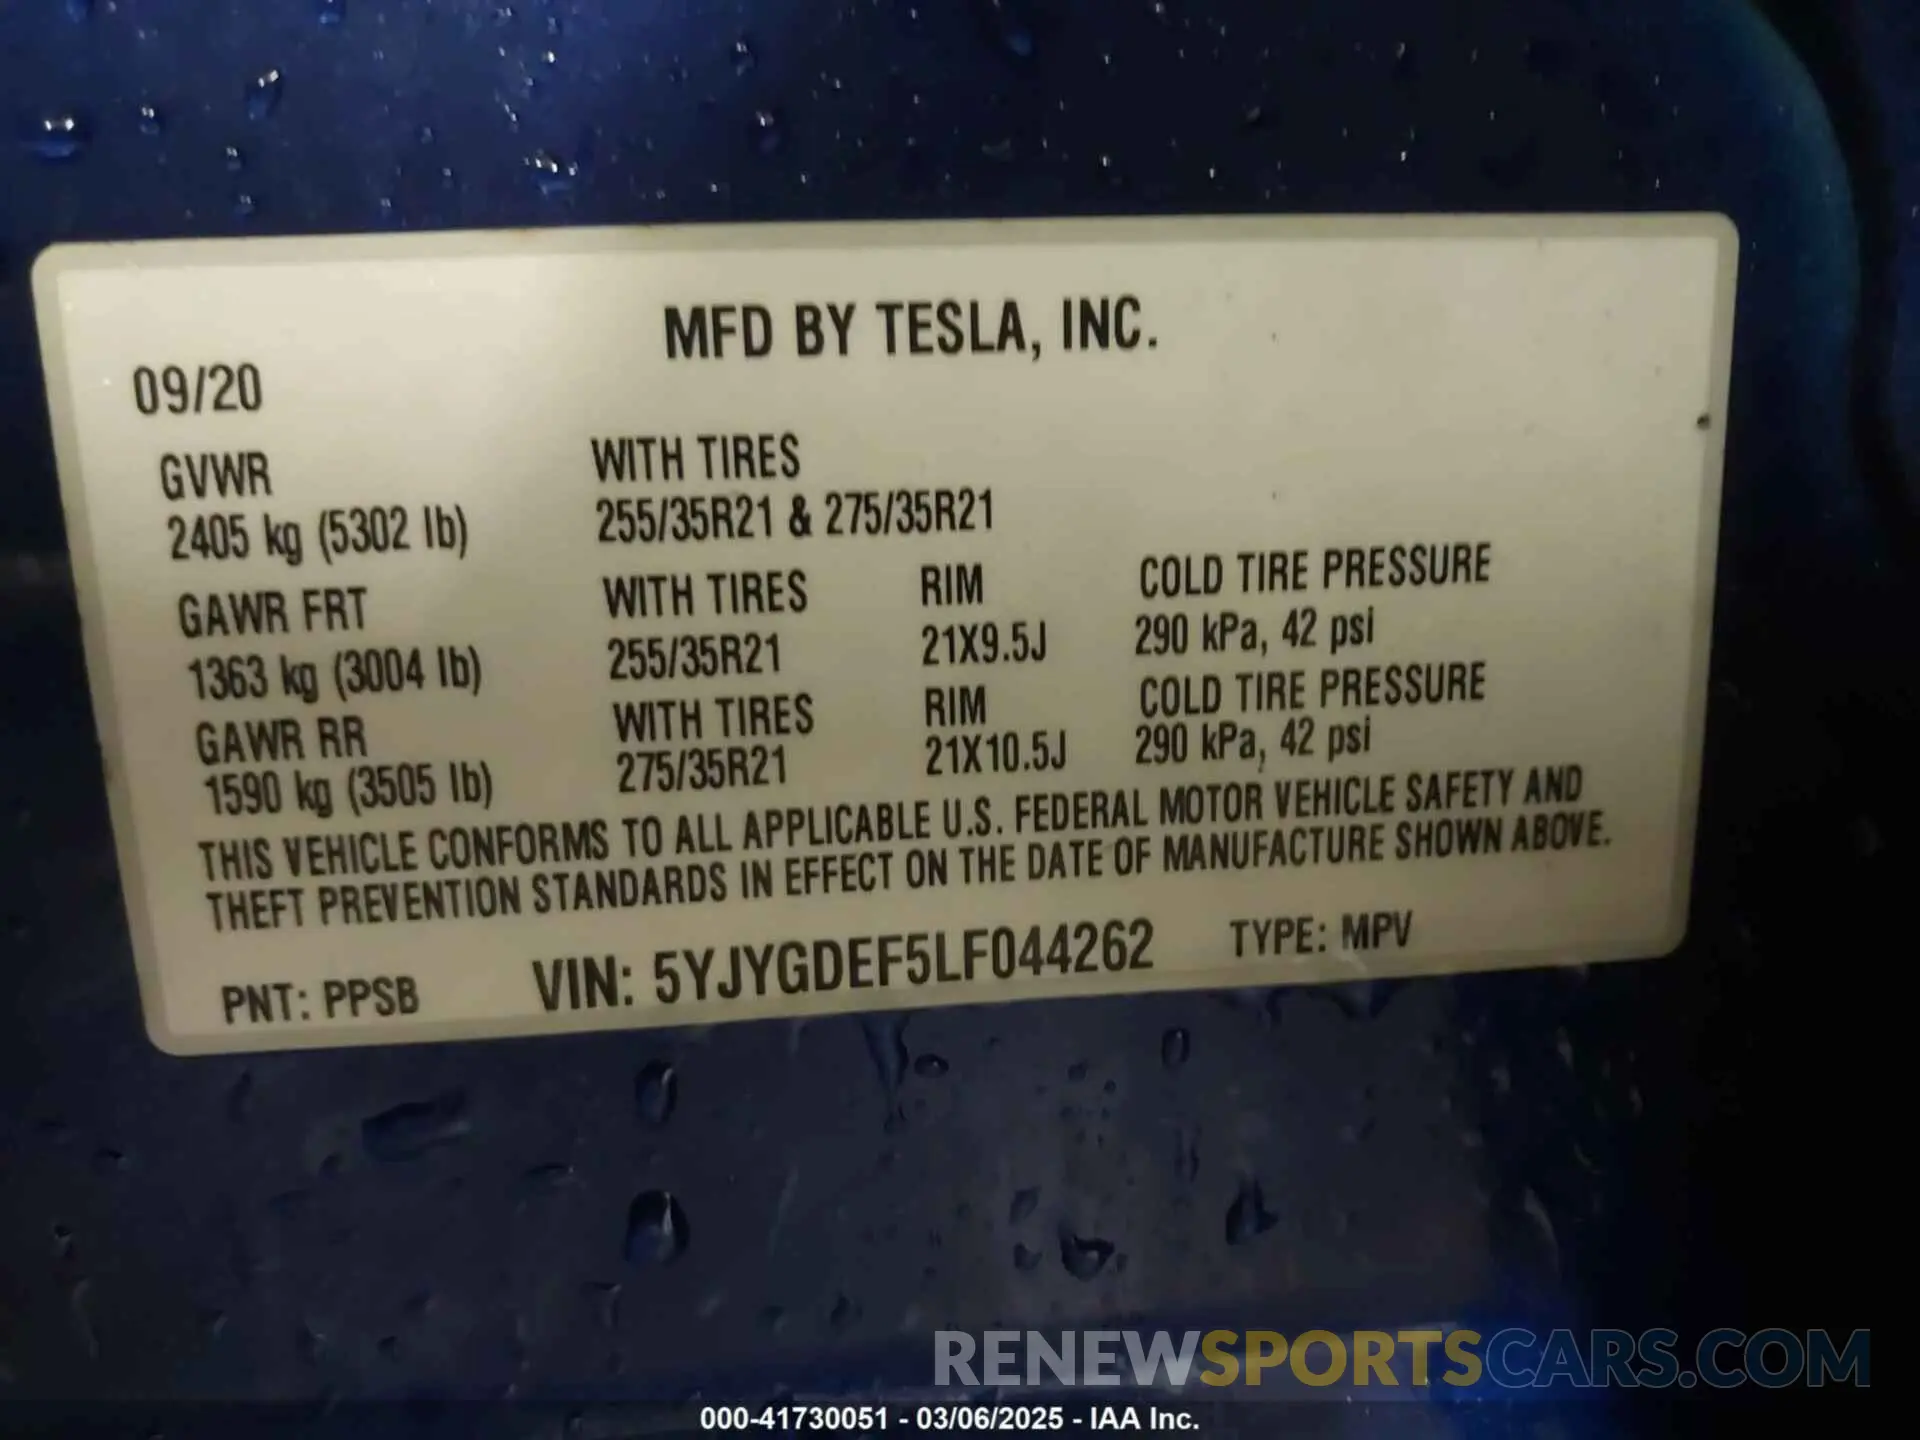 MFD BY TESLA, INC.
09/20
GVWR WITH TIRES
2405 kg (5302 lb) 255/35R21 & 275/35R21
GAWR FRT WITH TIRES RIM COLD TIRE PRESSURE
1363 kg (3004 lb) 255/35R21 21X9.5J 290 kPa, 42 psi
GAWR RR WITH TIRES RIM COLD TIRE PRESSURE
1590 kg (3505 lb) 275/35R21 21X10.5J 290 kPa, 42 psi
THIS VEHICLE CONFORMS TO ALL APPLICABLE U.S. FEDERAL MOTOR VEHICLE SAFETY AND
THEFT PREVENTION STANDARDS IN EFFECT ON THE DATE OF MANUFACTURE SHOWN ABOVE.
PNT: PPSB VIN: 5YJYGDEF5LF044262 TYPE: MPV
RENEWSPORTSCARS.COM
000-41730051 - 03/06/2025 - IAA Inc.